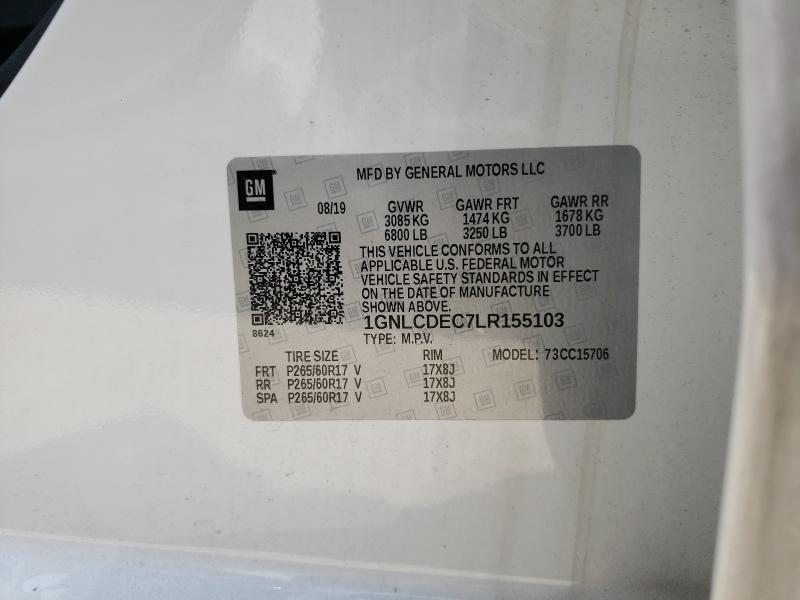 GM
MFD BY GENERAL MOTORS LLC
08/19
GVWR GAWR FRT GAWR RR
3085 KG 1474 KG 1678 KG
6800 LB 3250 LB 3700 LB
THIS VEHICLE CONFORMS TO ALL
APPLICABLE U.S. FEDERAL MOTOR
VEHICLE SAFETY STANDARDS IN EFFECT
ON THE DATE OF MANUFACTURE
SHOWN ABOVE.
8624
1GNLCDEC7LR155103
TYPE: M.P.V.
TIRE SIZE RIM MODEL: 73CC15706
FRT P265/60R17 V 17X8J
RR P265/60R17 V 17X8J
SPA P265/60R17 V 17X8J